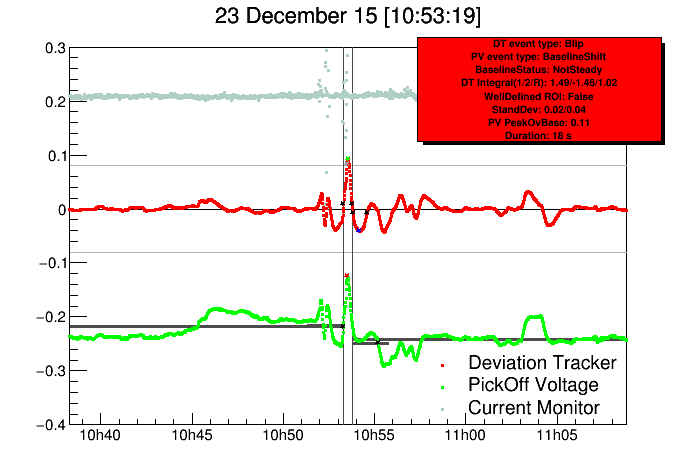 23 December 15 [10:53:19]
DT event type: Blip
PV event type: BaselineShift
BaselineStatus: NotSteady
DT Integral(1/2/R): 1.49/-1.46/1.02
WellDefined ROI: False
StandDev: 0.02/0.04
PV PeakOvBase: 0.11
Duration: 18 s
0.3
0.2
0.1
0
−0.1
−0.2
−0.3
−0.4
Deviation Tracker
PickOff Voltage
Current Monitor
10h40 10h45 10h50 10h55 11h00 11h05